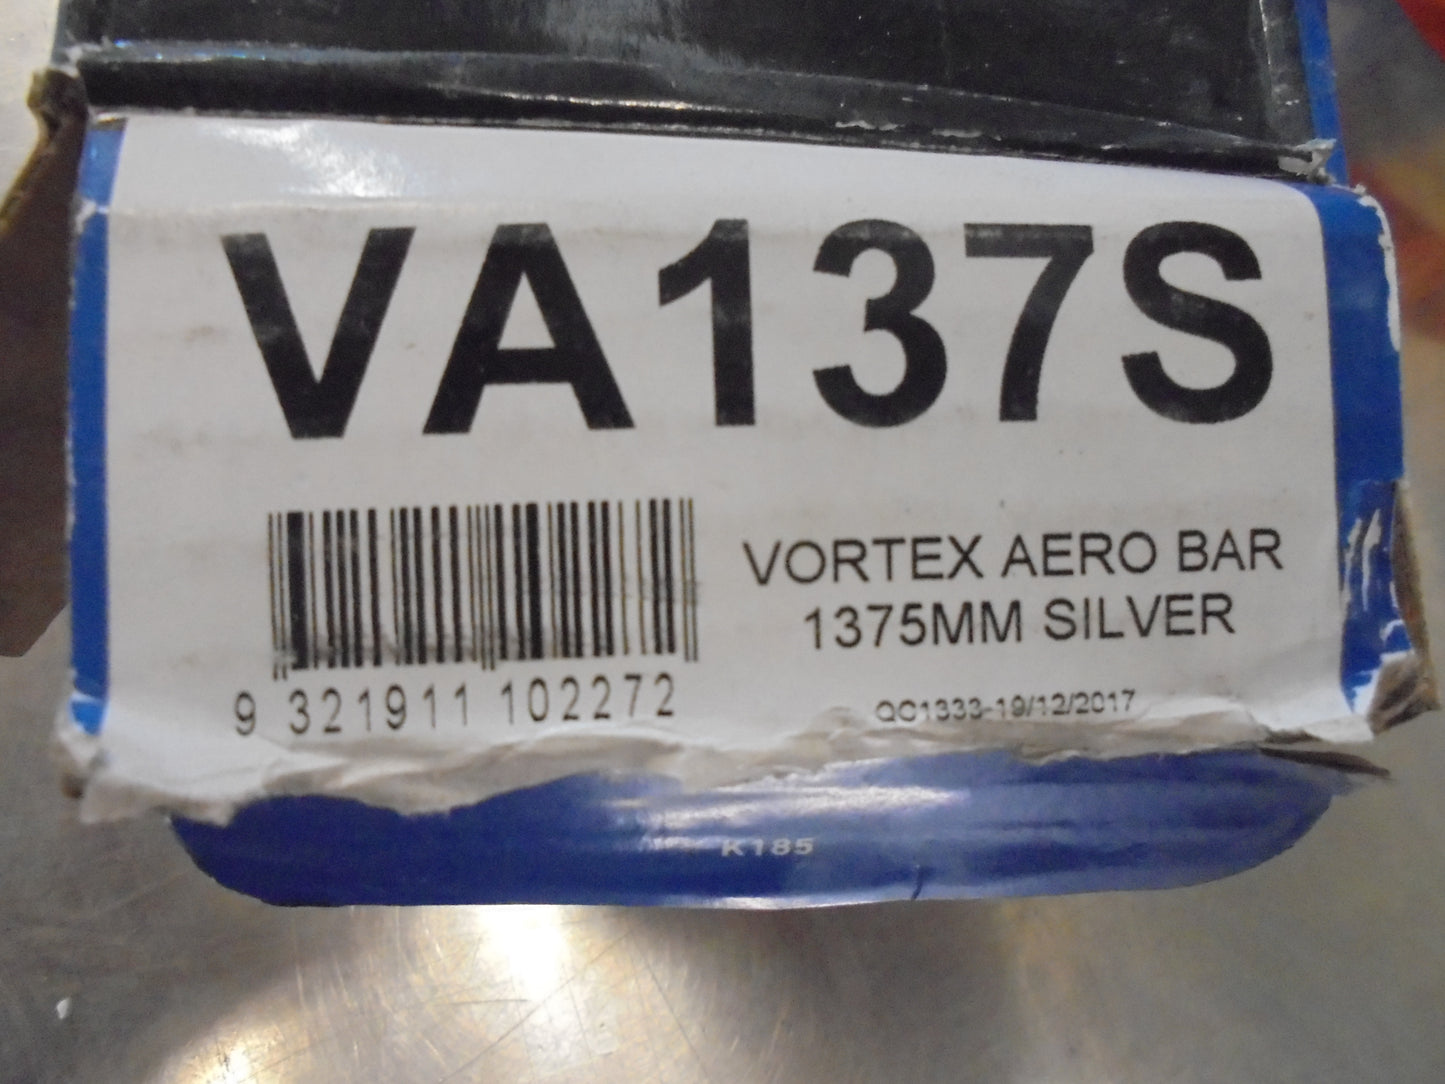 VA137S
VORTEX AERO BAR
1375MM SILVER
9 321911 102272
QC1333-19/12/2017
K185